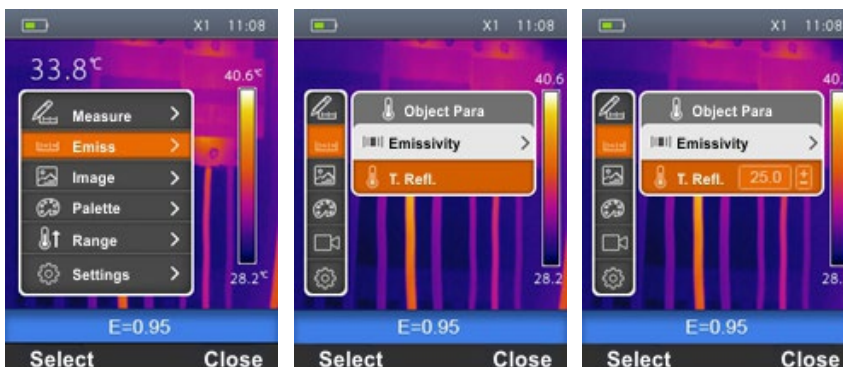 X1 11:08
33.8℃
40.6℃
Measure
Emiss
Image
Palette
Range
Settings
28.2℃
E=0.95
Select Close
X1 11:08
40.6
Object Para
Emissivity
T. Refl.
28.2
E=0.95
Select Close
X1 11:08
40.
Object Para
Emissivity
T. Refl. 25.0
28.
E=0.95
Select Close